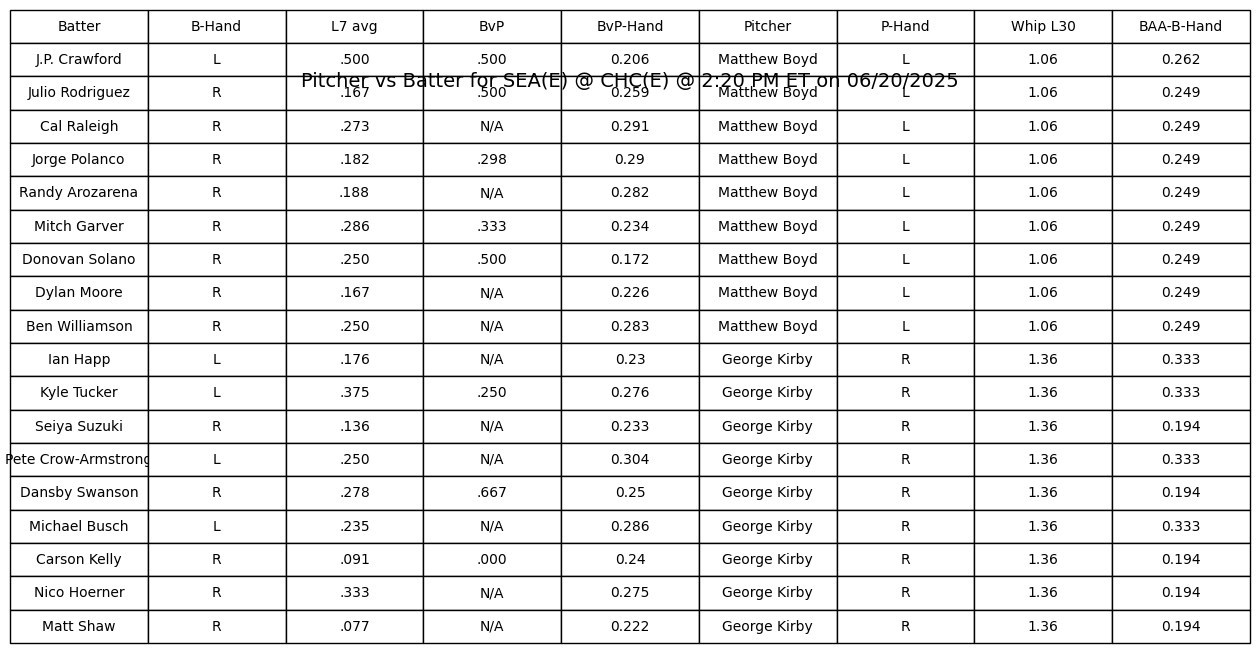 Batter B-Hand L7 avg BvP BvP-Hand Pitcher P-Hand Whip L30 BAA-B-Hand
J.P. Crawford L .500 .500 0.206 Matthew Boyd L 1.06 0.262
Pitcher vs Batter for SEA(E) @ CHC(E) @ 2:20 PM ET on 06/20/2025
Julio Rodriguez R .167 .500 0.259 Matthew Boyd L 1.06 0.249
Cal Raleigh R .273 N/A 0.291 Matthew Boyd L 1.06 0.249
Jorge Polanco R .182 .298 0.29 Matthew Boyd L 1.06 0.249
Randy Arozarena R .188 N/A 0.282 Matthew Boyd L 1.06 0.249
Mitch Garver R .286 .333 0.234 Matthew Boyd L 1.06 0.249
Donovan Solano R .250 .500 0.172 Matthew Boyd L 1.06 0.249
Dylan Moore R .167 N/A 0.226 Matthew Boyd L 1.06 0.249
Ben Williamson R .250 N/A 0.283 Matthew Boyd L 1.06 0.249
Ian Happ L .176 N/A 0.23 George Kirby R 1.36 0.333
Kyle Tucker L .375 .250 0.276 George Kirby R 1.36 0.333
Seiya Suzuki R .136 N/A 0.233 George Kirby R 1.36 0.194
Pete Crow-Armstrong L .250 N/A 0.304 George Kirby R 1.36 0.333
Dansby Swanson R .278 .667 0.25 George Kirby R 1.36 0.194
Michael Busch L .235 N/A 0.286 George Kirby R 1.36 0.333
Carson Kelly R .091 .000 0.24 George Kirby R 1.36 0.194
Nico Hoerner R .333 N/A 0.275 George Kirby R 1.36 0.194
Matt Shaw R .077 N/A 0.222 George Kirby R 1.36 0.194